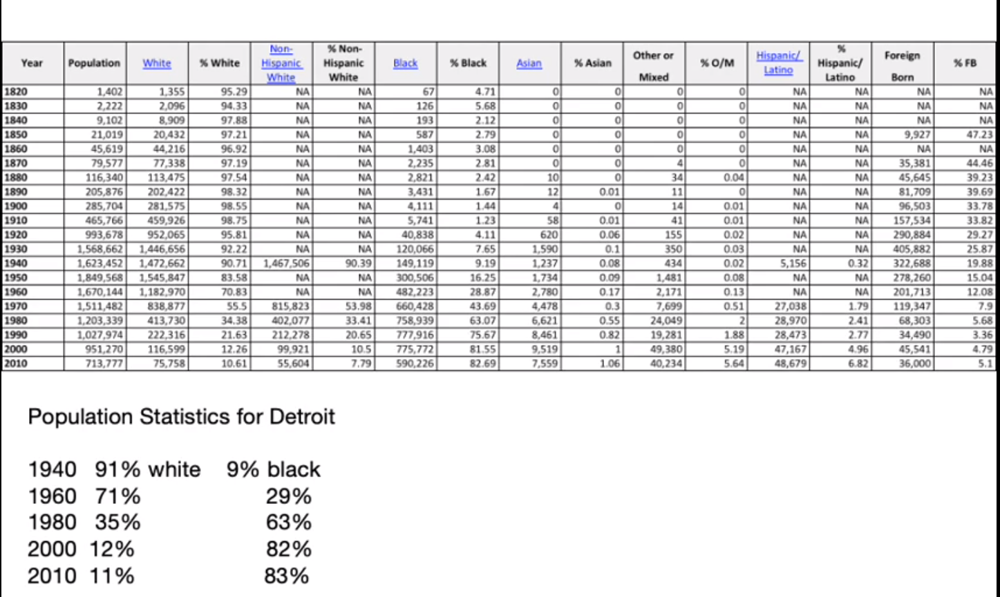 Year Population White % White Non-Hispanic White % Non-Hispanic White Black % Black Asian % Asian Other or Mixed % O/M Hispanic/Latino % Hispanic/Latino Foreign Born % FB
1820 1,402 1,355 95.29 NA NA 67 4.71 0 0 0 0 NA NA NA NA
1830 2,222 2,096 94.33 NA NA 126 5.68 0 0 0 0 NA NA NA NA
1840 9,102 8,909 97.88 NA NA 193 2.12 0 0 0 0 NA NA NA NA
1850 21,019 20,432 97.21 NA NA 587 2.79 0 0 0 0 NA NA 9,927 47.23
1860 45,619 44,216 96.92 NA NA 1,403 3.08 0 0 0 0 NA NA NA NA
1870 79,577 77,338 97.19 NA NA 2,235 2.81 0 0 4 0 NA NA 35,381 44.46
1880 116,340 113,475 97.54 NA NA 2,821 2.42 10 0 34 0.04 NA NA 45,645 39.23
1890 205,876 202,422 98.32 NA NA 3,431 1.67 12 0.01 11 0 NA NA 81,709 39.69
1900 285,704 281,575 98.55 NA NA 4,111 1.44 4 0 14 0.01 NA NA 96,503 33.78
1910 465,766 459,926 98.75 NA NA 5,741 1.23 58 0.01 41 0.01 NA NA 157,534 33.82
1920 993,678 952,065 95.81 NA NA 40,838 4.11 620 0.06 155 0.02 NA NA 290,884 29.27
1930 1,568,662 1,446,656 92.22 NA NA 120,066 7.65 1,590 0.1 350 0.03 NA NA 405,882 25.87
1940 1,623,452 1,472,662 90.71 1,467,506 90.39 149,119 9.19 1,237 0.08 434 0.02 5,156 0.32 322,688 19.88
1950 1,849,568 1,545,847 83.58 NA NA 300,506 16.25 1,734 0.09 1,481 0.08 NA NA 278,260 15.04
1960 1,670,144 1,182,970 70.83 NA NA 482,223 28.87 2,780 0.17 2,171 0.13 NA NA 201,713 12.08
1970 1,511,482 838,877 55.5 815,823 53.98 660,428 43.69 4,478 0.3 7,699 0.51 27,038 1.79 119,347 7.9
1980 1,203,339 413,730 34.38 402,077 33.41 758,939 63.07 6,621 0.55 24,049 2 28,970 2.41 68,303 5.68
1990 1,027,974 222,316 21.63 212,278 20.65 777,916 75.67 8,461 0.82 19,281 1.88 28,473 2.77 34,490 3.36
2000 951,270 116,599 12.26 99,921 10.5 775,772 81.55 9,519 1 49,380 5.19 47,167 4.96 45,541 4.79
2010 713,777 75,758 10.61 55,604 7.79 590,226 82.69 7,559 1.06 40,234 5.64 48,679 6.82 36,000 5.1
Population Statistics for Detroit
1940 91% white 9% black
1960 71% 29%
1980 35% 63%
2000 12% 82%
2010 11% 83%